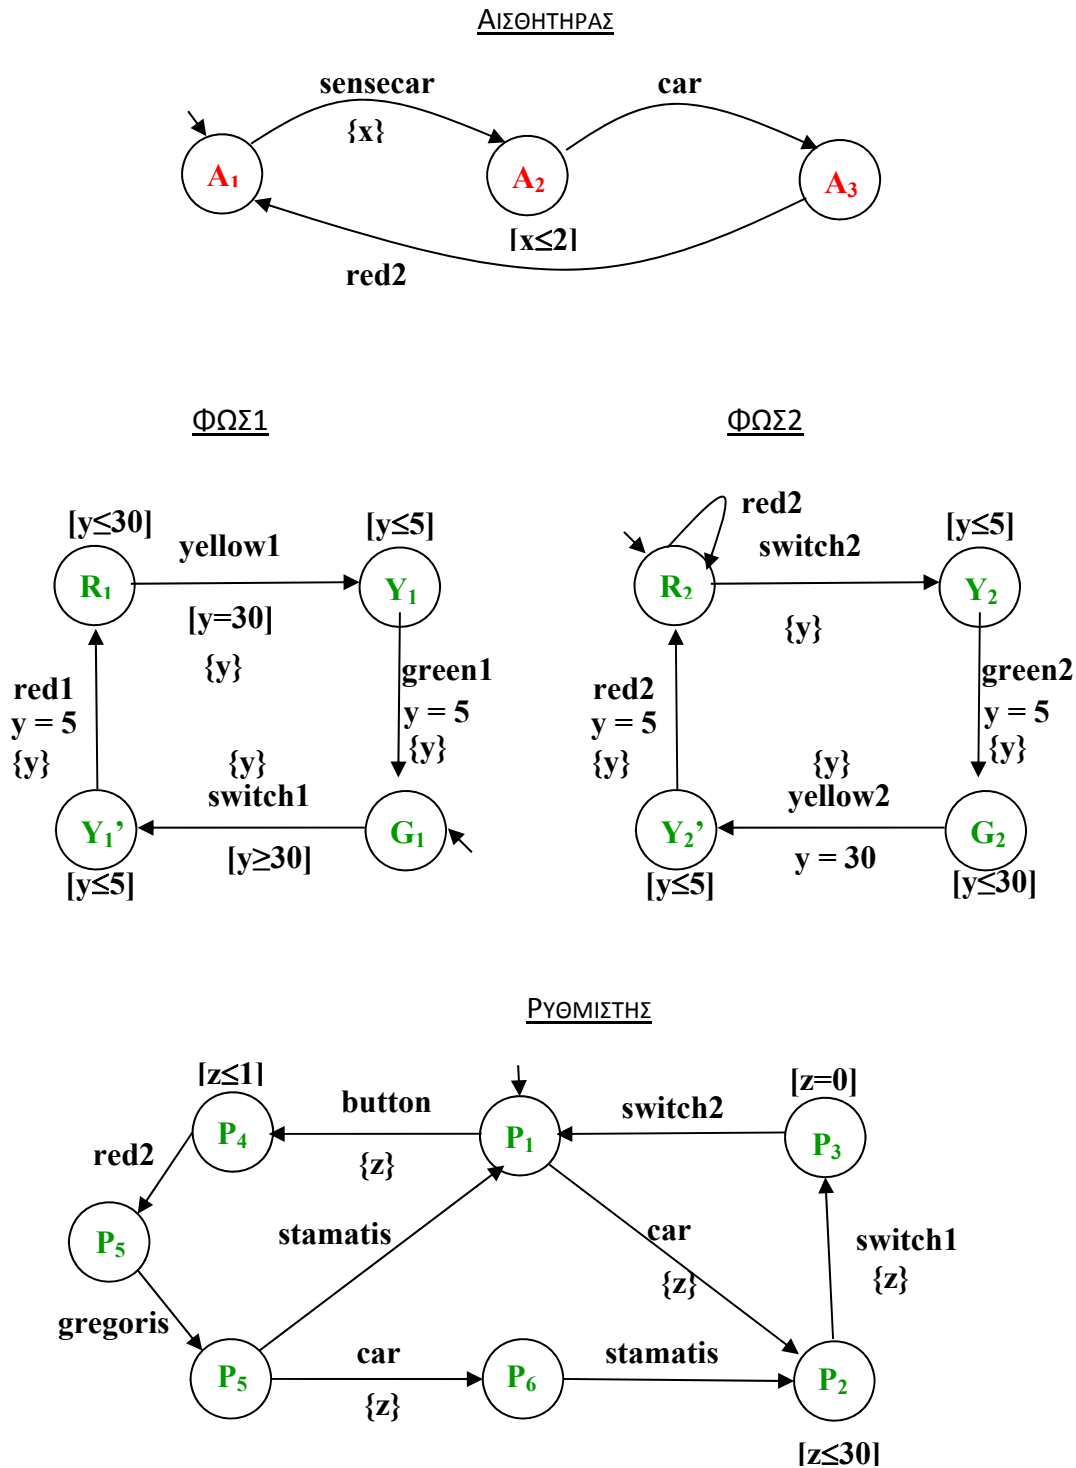 ΑΙΣΘΗΤΗΡΑΣ
sensecar car
{x}
A₁ A₂ A₃
[x≤2]
red2
ΦΩΣ1 ΦΩΣ2
[y≤30] [y≤5] red2 [y≤5]
yellow1 switch2
R₁ Y₁ R₂ Y₂
[y=30] {y}
{y}
red1 green1 red2 green2
y = 5 y = 5 y = 5 y = 5
{y} {y} {y} {y}
{y} {y}
switch1 yellow2
Y₁’ G₁ Y₂’ G₂
[y≥30] y = 30
[y≤5] [y≤5] [y≤30]
ΡΥΘΜΙΣΤΗΣ
[z≤1] [z=0]
button switch2
P₄ P₁ P₃
{z}
red2
stamatis car switch1
P₅ {z} {z}
gregoris
car stamatis
P₅ P₆ P₂
{z}
[z≤30]